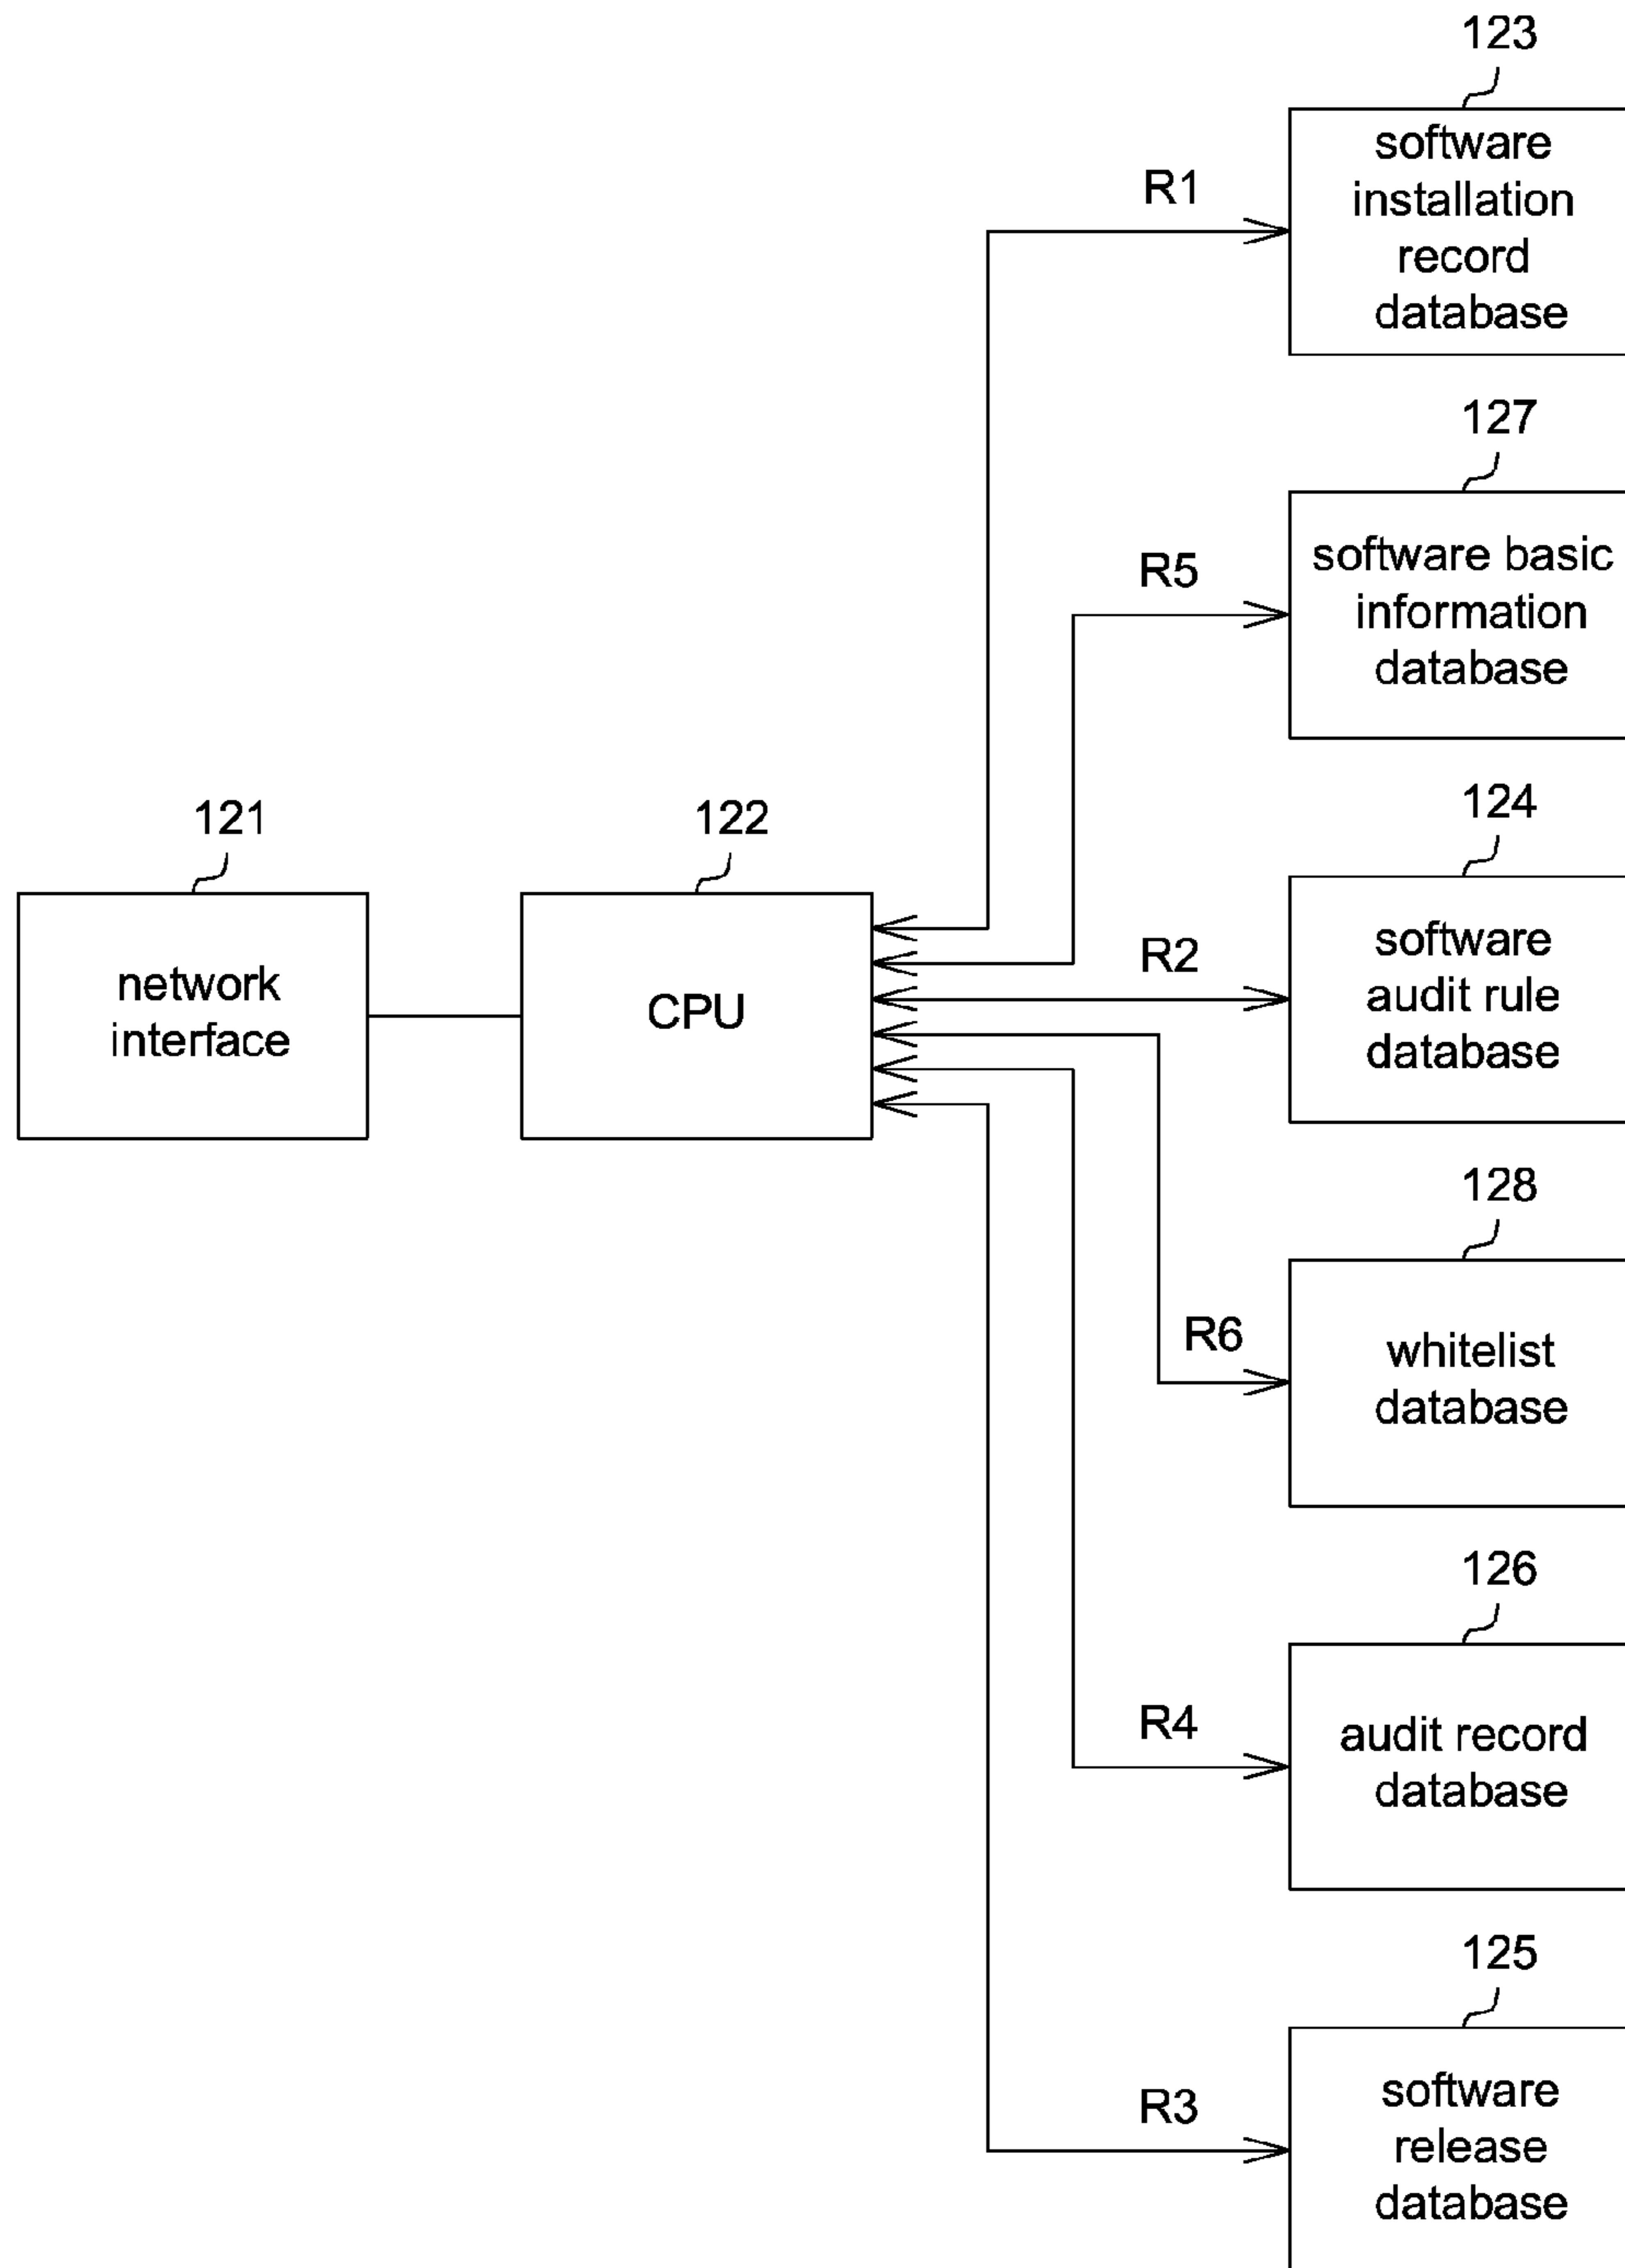 123
software
installation
record
database
R1
127
software basic
information
database
R5
121
network
interface
122
CPU
124
software
audit rule
database
R2
128
whitelist
database
R6
126
audit record
database
R4
125
software
release
database
R3